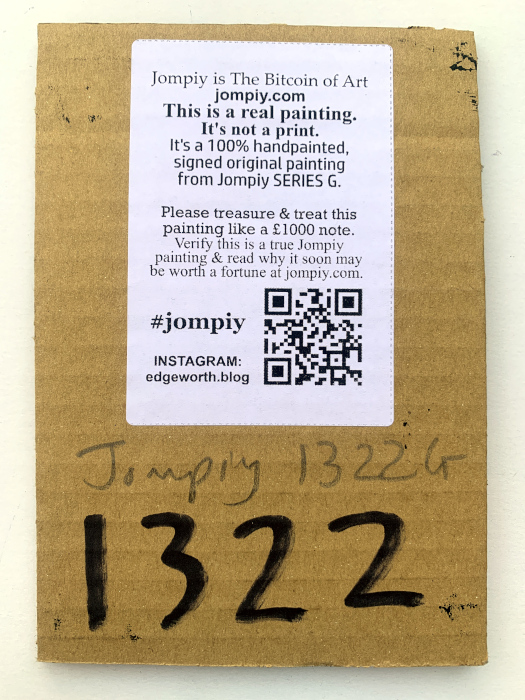 Jompiy is The Bitcoin of Art
jompiy.com
This is a real painting.
It's not a print.
It's a 100% handpainted,
signed original painting
from Jompiy SERIES G.
Please treasure & treat this
painting like a £1000 note.
Verify this is a true Jompiy
painting & read why it soon may
be worth a fortune at jompiy.com.
#jompiy
INSTAGRAM:
edgeworth.blog
Jompiy 1322G
1322